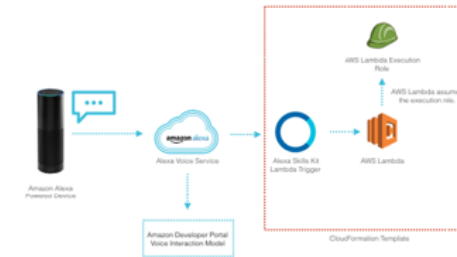 AWS Lambda Execution
Role
AWS Lambda assume
the execution role.
amazon alexa
Alexa Voice Service
Alexa Skills Kit
Lambda Trigger
AWS Lambda
Amazon Alexa
Powered Device
Amazon Developer Portal
Voice Interaction Model
CloudFormation Template